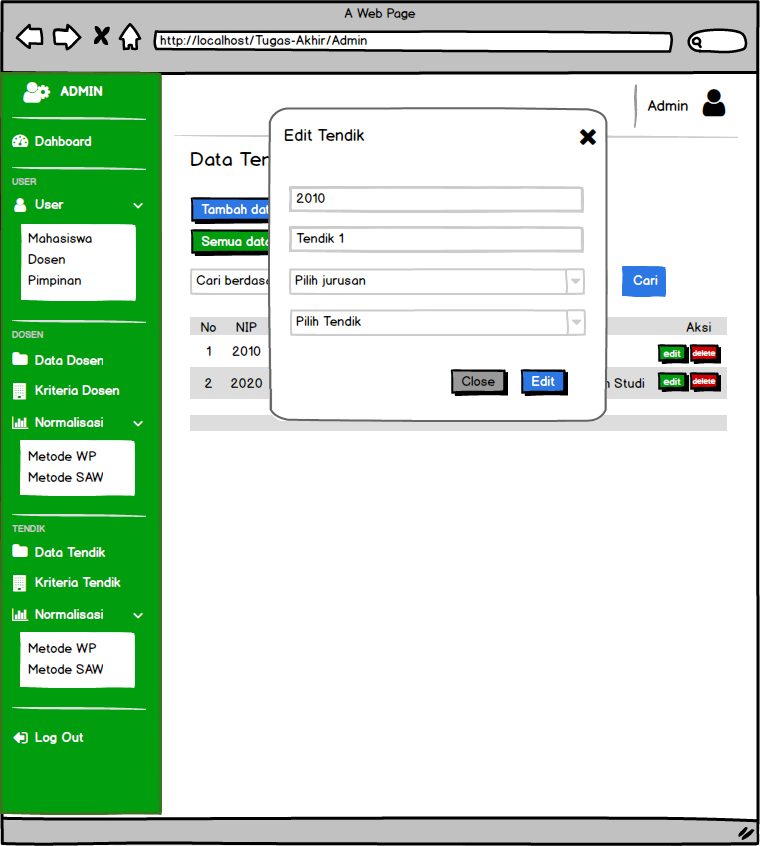 A Web Page
http://localhost/Tugas-Akhir/Admin
ADMIN
Dahboard
USER
User
Mahasiswa
Dosen
Pimpinan
DOSEN
Data Dosen
Kriteria Dosen
Normalisasi
Metode WP
Metode SAW
TENDIK
Data Tendik
Kriteria Tendik
Normalisasi
Metode WP
Metode SAW
Log Out
Admin
Data Ten
Tambah dat
Semua data
Cari berdasa
Cari
No NIP Aksi
1 2010 edit delete
2 2020 n Studi edit delete
Edit Tendik
2010
Tendik 1
Pilih jurusan
Pilih Tendik
Close Edit